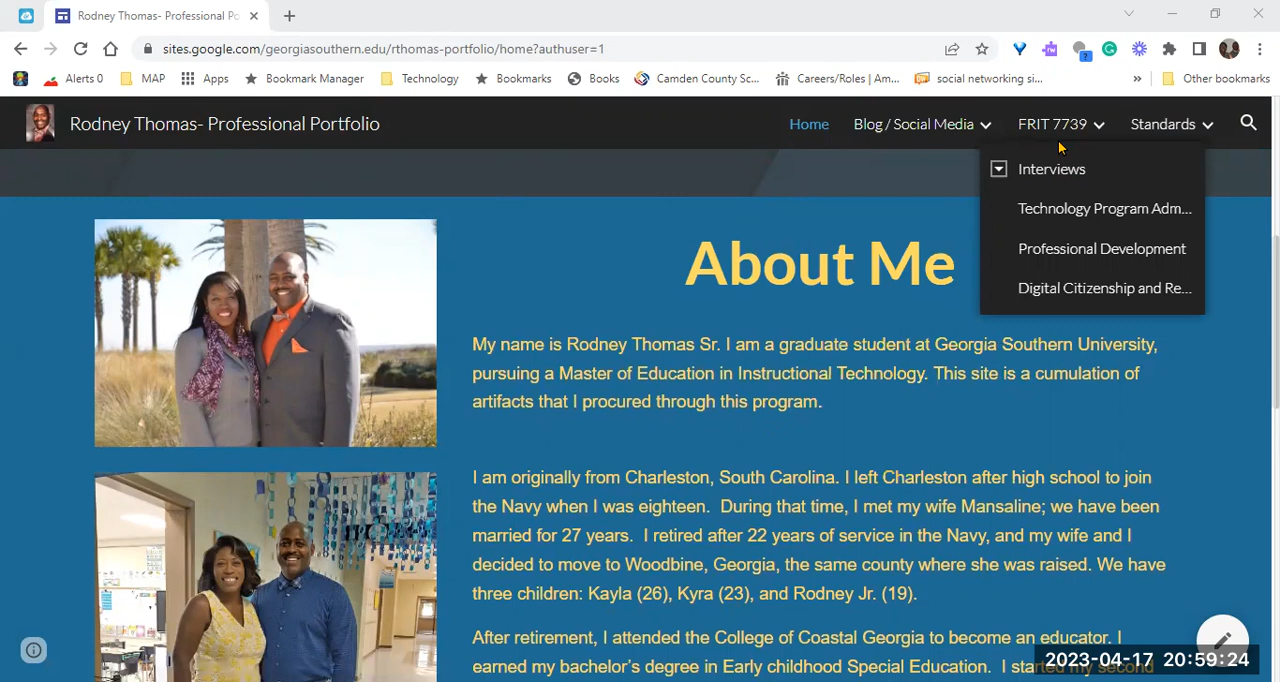 Rodney Thomas- Professional Po
sites.google.com/georgiasouthern.edu/rthomas-portfolio/home?authuser=1
Alerts 0 MAP Apps Bookmark Manager Technology Bookmarks Books Camden County Sc... Careers/Roles | Am... social networking si... » Other bookmarks
Rodney Thomas- Professional Portfolio Home Blog / Social Media FRIT 7739 Standards
Interviews
Technology Program Adm...
Professional Development
Digital Citizenship and Re...
About Me
My name is Rodney Thomas Sr. I am a graduate student at Georgia Southern University,
pursuing a Master of Education in Instructional Technology. This site is a cumulation of
artifacts that I procured through this program.
I am originally from Charleston, South Carolina. I left Charleston after high school to join
the Navy when I was eighteen. During that time, I met my wife Mansaline; we have been
married for 27 years. I retired after 22 years of service in the Navy, and my wife and I
decided to move to Woodbine, Georgia, the same county where she was raised. We have
three children: Kayla (26), Kyra (23), and Rodney Jr. (19).
After retirement, I attended the College of Coastal Georgia to become an educator. I
earned my bachelor's degree in Early childhood Special Education. I started my second
2023-04-17 20:59:24